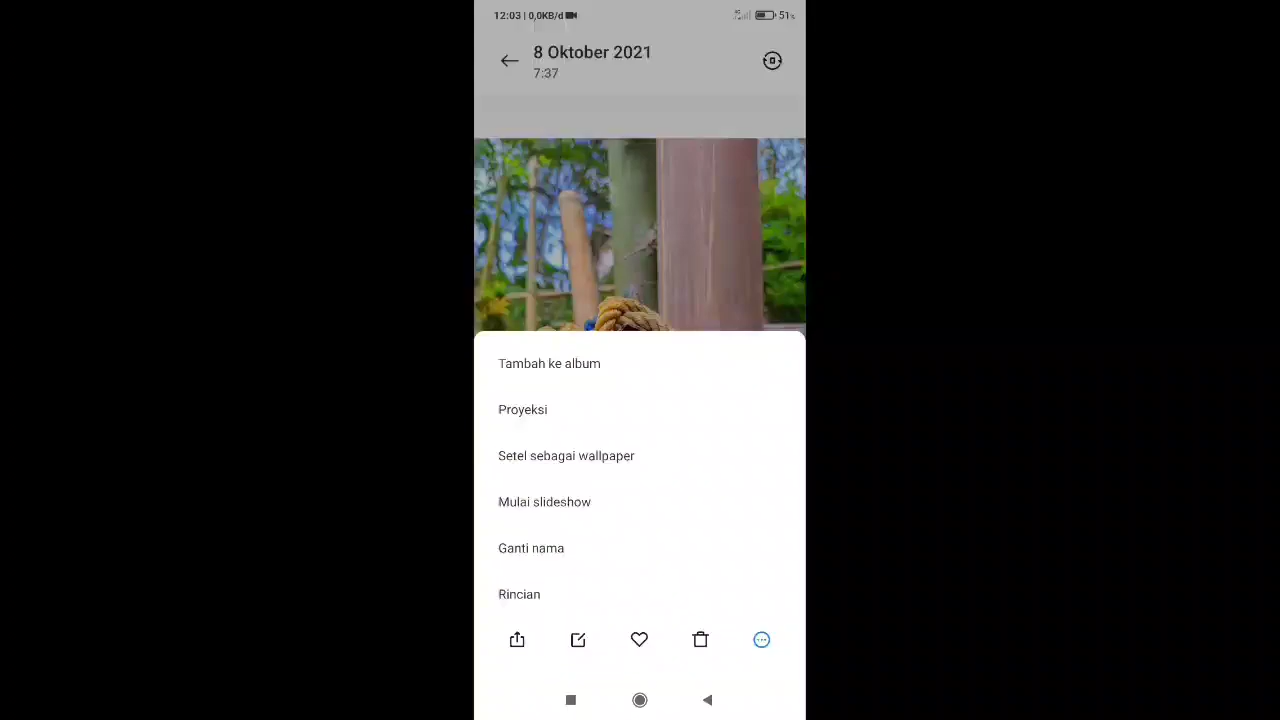 12:03 | 0,0KB/d
51%
8 Oktober 2021
7:37
Tambah ke album
Proyeksi
Setel sebagai wallpaper
Mulai slideshow
Ganti nama
Rincian